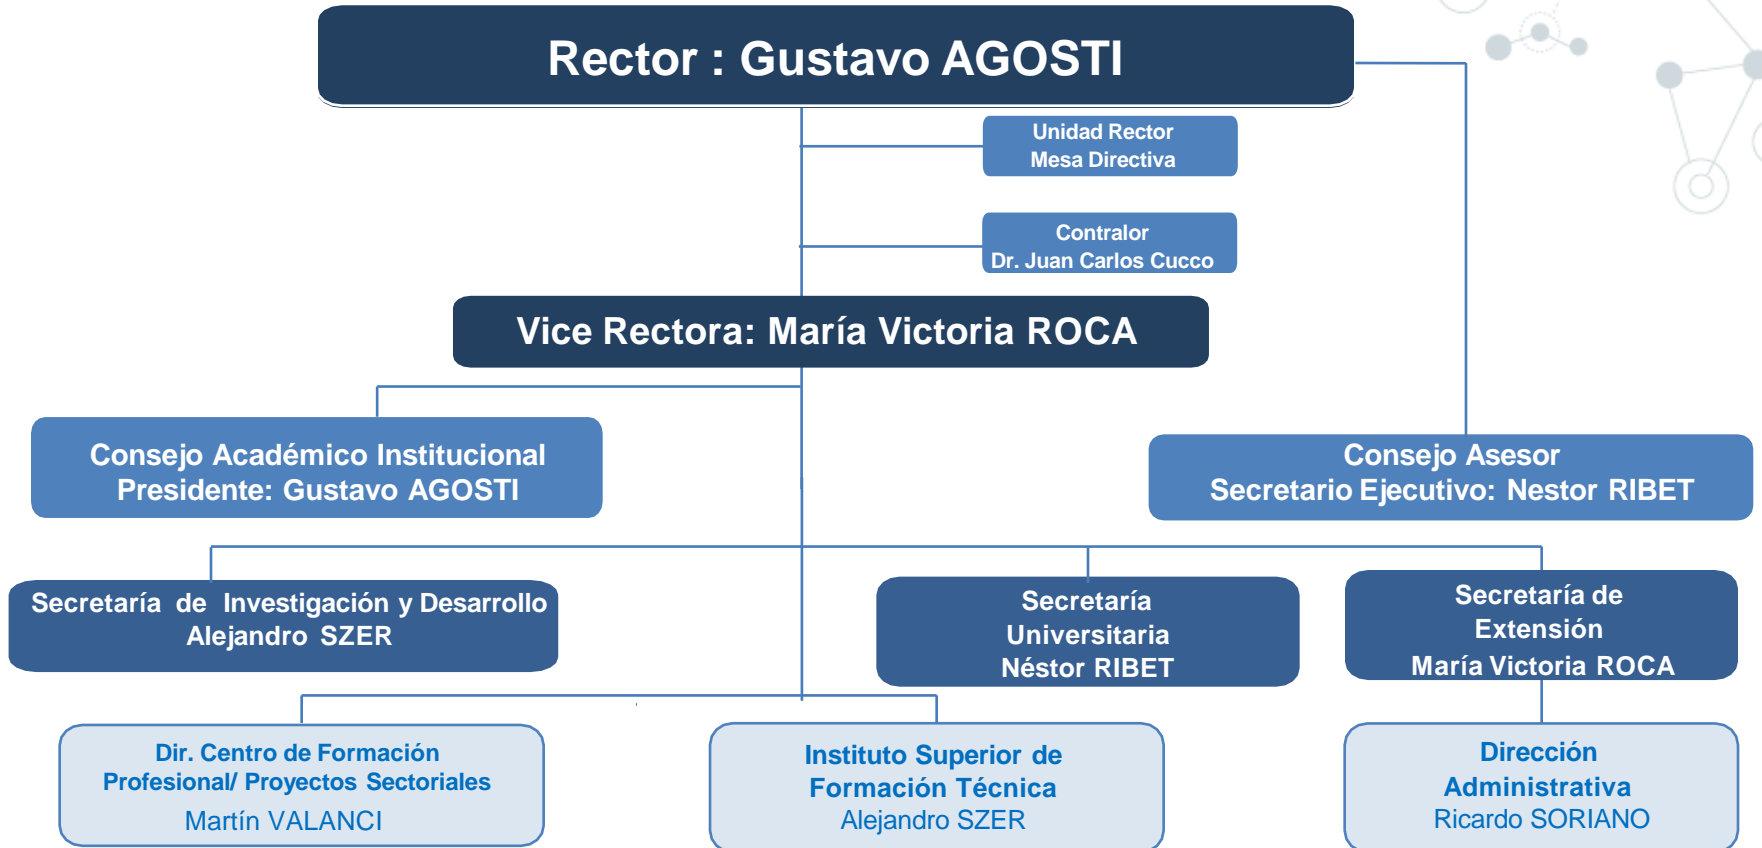 Rector : Gustavo AGOSTI
Unidad Rector
Mesa Directiva
Contralor
Dr. Juan Carlos Cucco
Vice Rectora: María Victoria ROCA
Consejo Académico Institucional
Presidente: Gustavo AGOSTI
Consejo Asesor
Secretario Ejecutivo: Nestor RIBET
Secretaría de Investigación y Desarrollo
Alejandro SZER
Secretaría
Universitaria
Néstor RIBET
Secretaría de
Extensión
María Victoria ROCA
Dir. Centro de Formación
Profesional/ Proyectos Sectoriales
Martín VALANCI
Instituto Superior de
Formación Técnica
Alejandro SZER
Dirección
Administrativa
Ricardo SORIANO